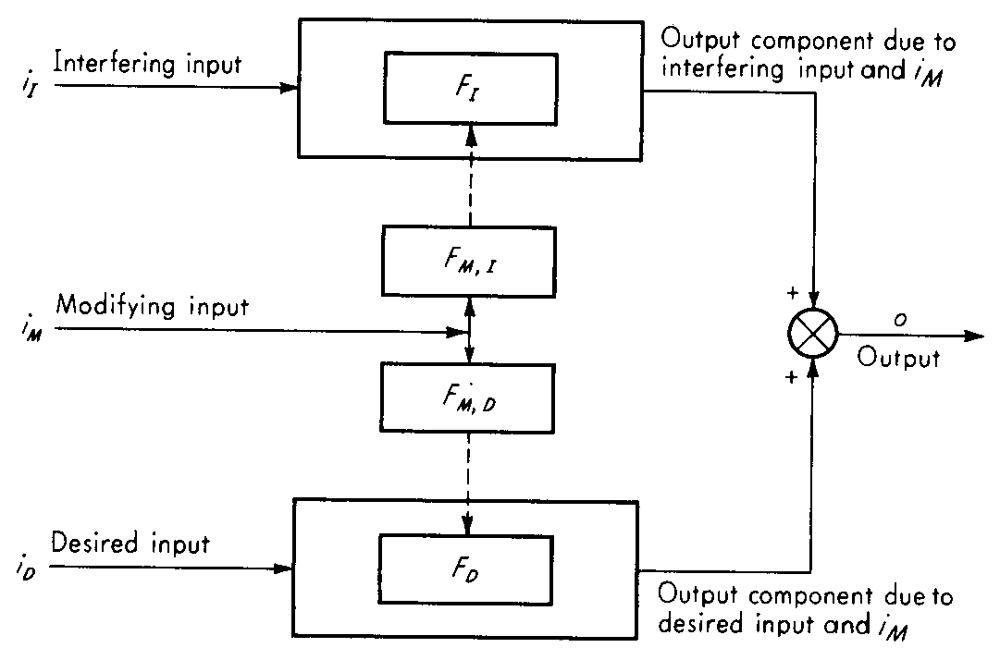 Output component due to
interfering input and iM
Interfering input
iI
FI
FM, I
Modifying input
iM
+
o
Output
+
FM, D
Desired input
iD
FD
Output component due to
desired input and iM